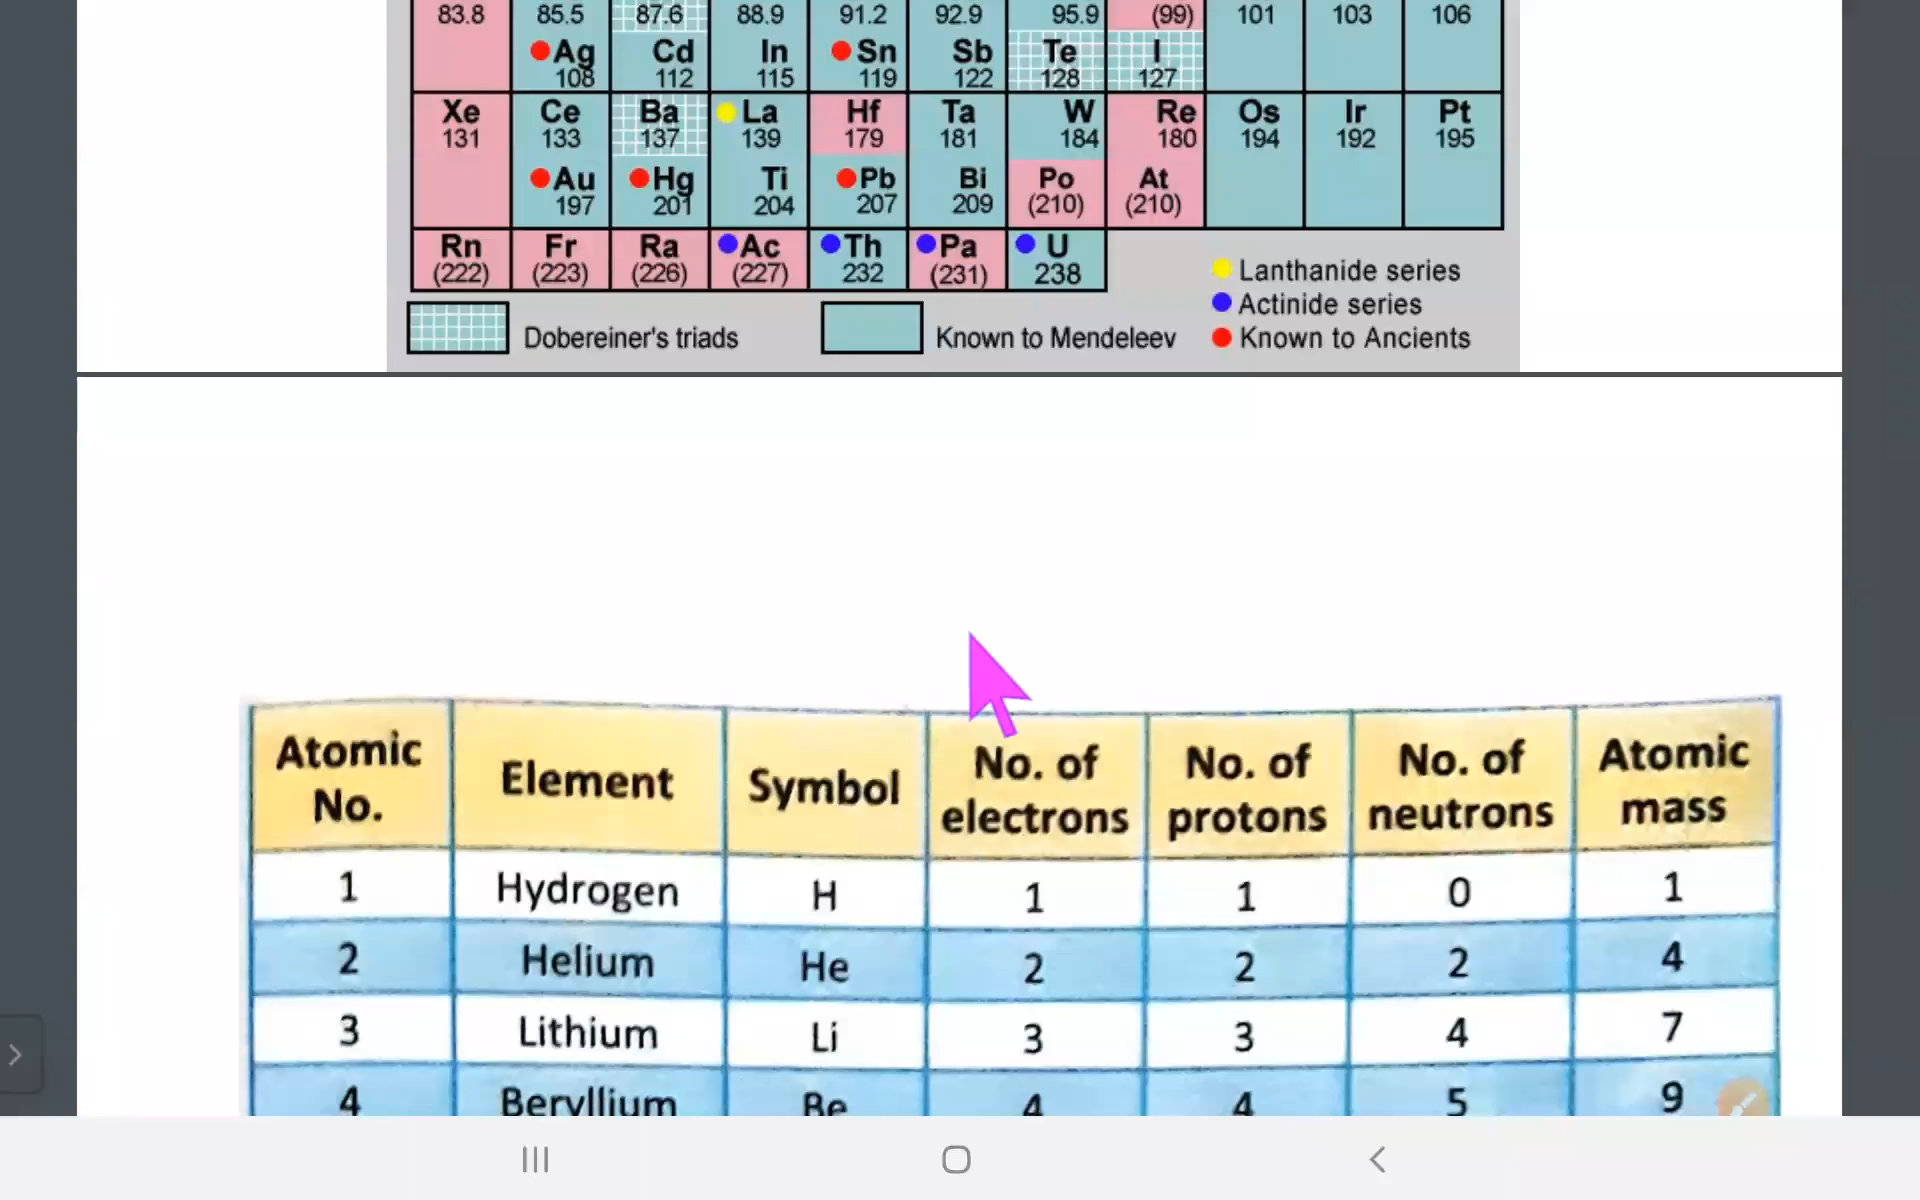 83.8 85.5 87.6 88.9 91.2 92.9 95.9 (99) 101 103 106
Ag Cd In Sn Sb Te I
108 112 115 119 122 128 127
Xe Ce Ba La Hf Ta W Re Os Ir Pt
131 133 137 139 179 181 184 180 194 192 195
Au Hg Ti Pb Bi Po At
197 201 204 207 209 (210) (210)
Rn Fr Ra Ac Th Pa U
(222) (223) (226) (227) 232 (231) 238
Lanthanide series
Actinide series
Dobereiner's triads Known to Mendeleev Known to Ancients
Atomic No. Element Symbol No. of electrons No. of protons No. of neutrons Atomic mass
1 Hydrogen H 1 1 0 1
2 Helium He 2 2 2 4
3 Lithium Li 3 3 4 7
4 Beryllium Be 4 4 5 9